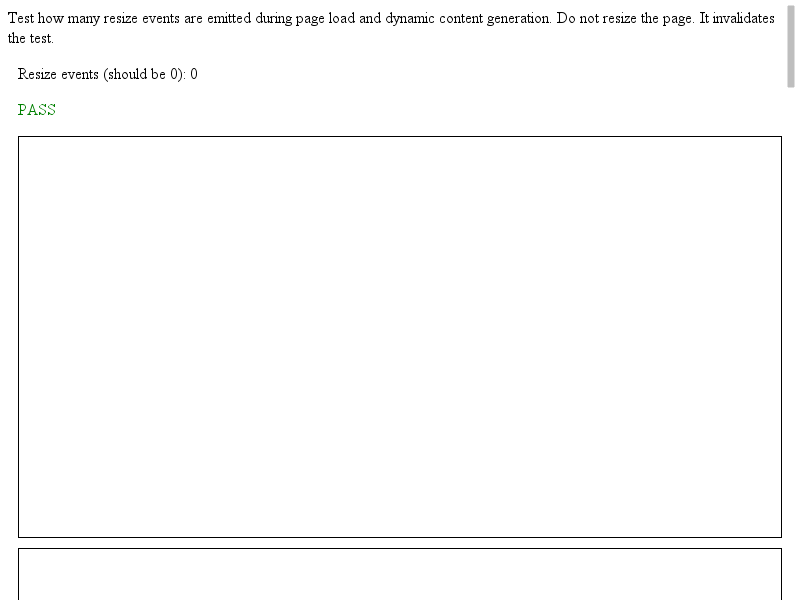 Test how many resize events are emitted during page load and dynamic content generation. Do not resize the page. It invalidates
the test.
Resize events (should be 0): 0
PASS